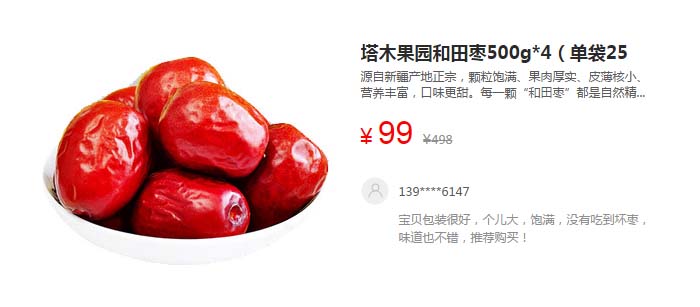 塔木果园和田枣500g*4（单袋25
源自新疆产地正宗，颗粒饱满、果肉厚实、皮薄核小、
营养丰富，口味更甜。每一颗“和田枣”都是自然精...
¥ 99 ¥498
139****6147
宝贝包装很好，个儿大，饱满，没有吃到坏枣，
味道也不错，推荐购买！